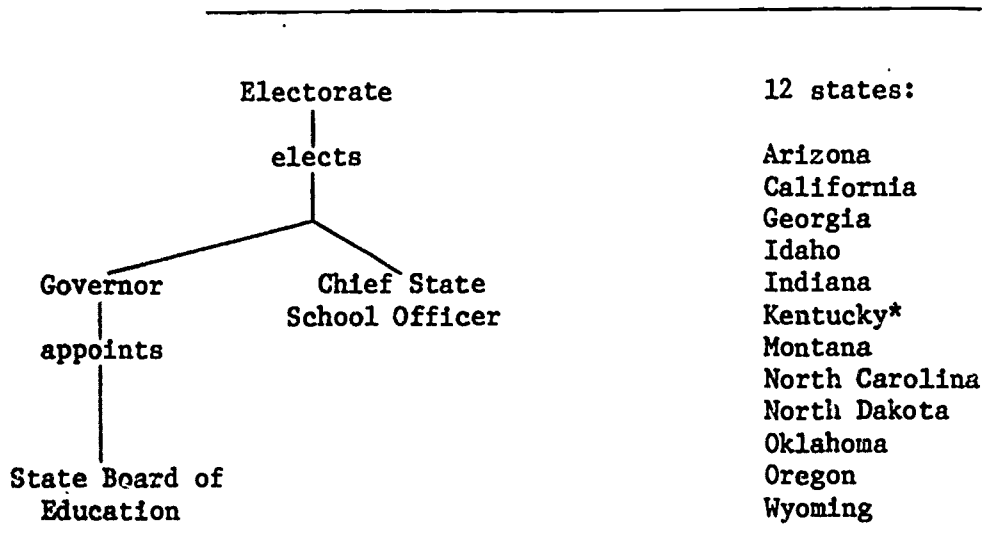 Electorate
elects
Governor
Chief State
School Officer
appoints
State Board of
Education
12 states:
Arizona
California
Georgia
Idaho
Indiana
Kentucky*
Montana
North Carolina
North Dakota
Oklahoma
Oregon
Wyoming